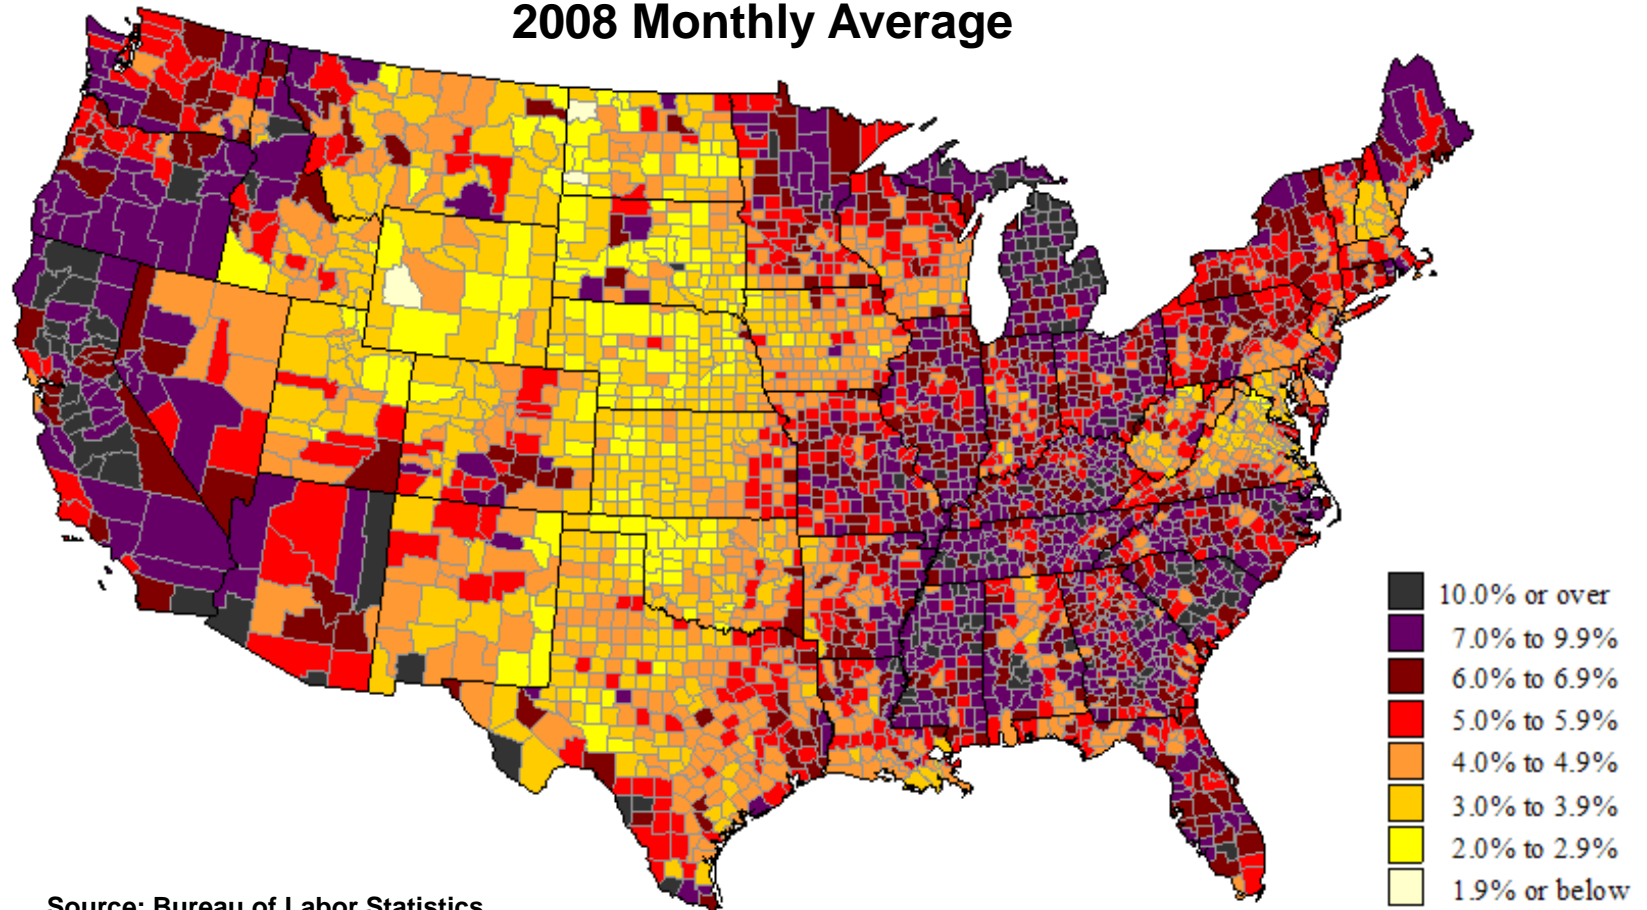 2008 Monthly Average
10.0% or over
7.0% to 9.9%
6.0% to 6.9%
5.0% to 5.9%
4.0% to 4.9%
3.0% to 3.9%
2.0% to 2.9%
1.9% or below
Source: Bureau of Labor Statistics